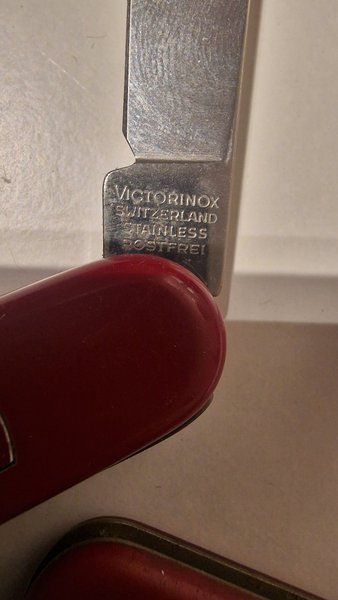 VICTORINOX
SWITZERLAND
STAINLESS
ROSTFREI